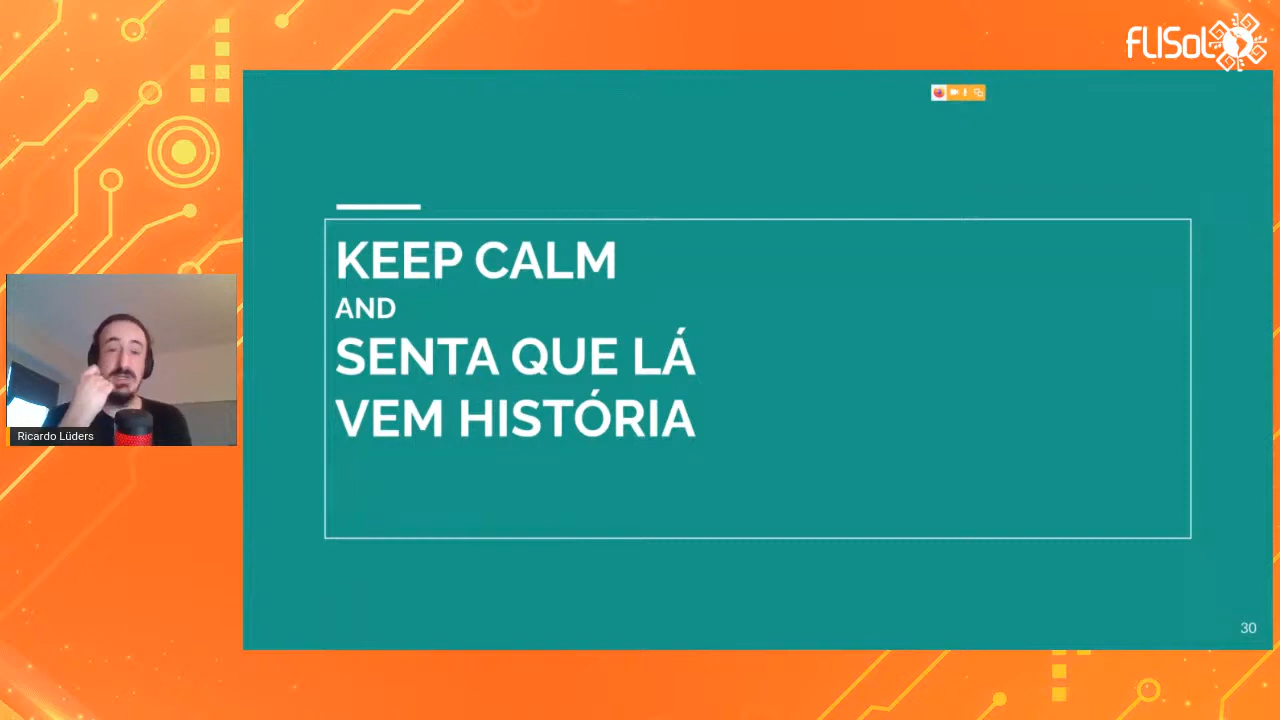 FLISoL
KEEP CALM
AND
SENTA QUE LÁ
VEM HISTÓRIA
Ricardo Lüders
30